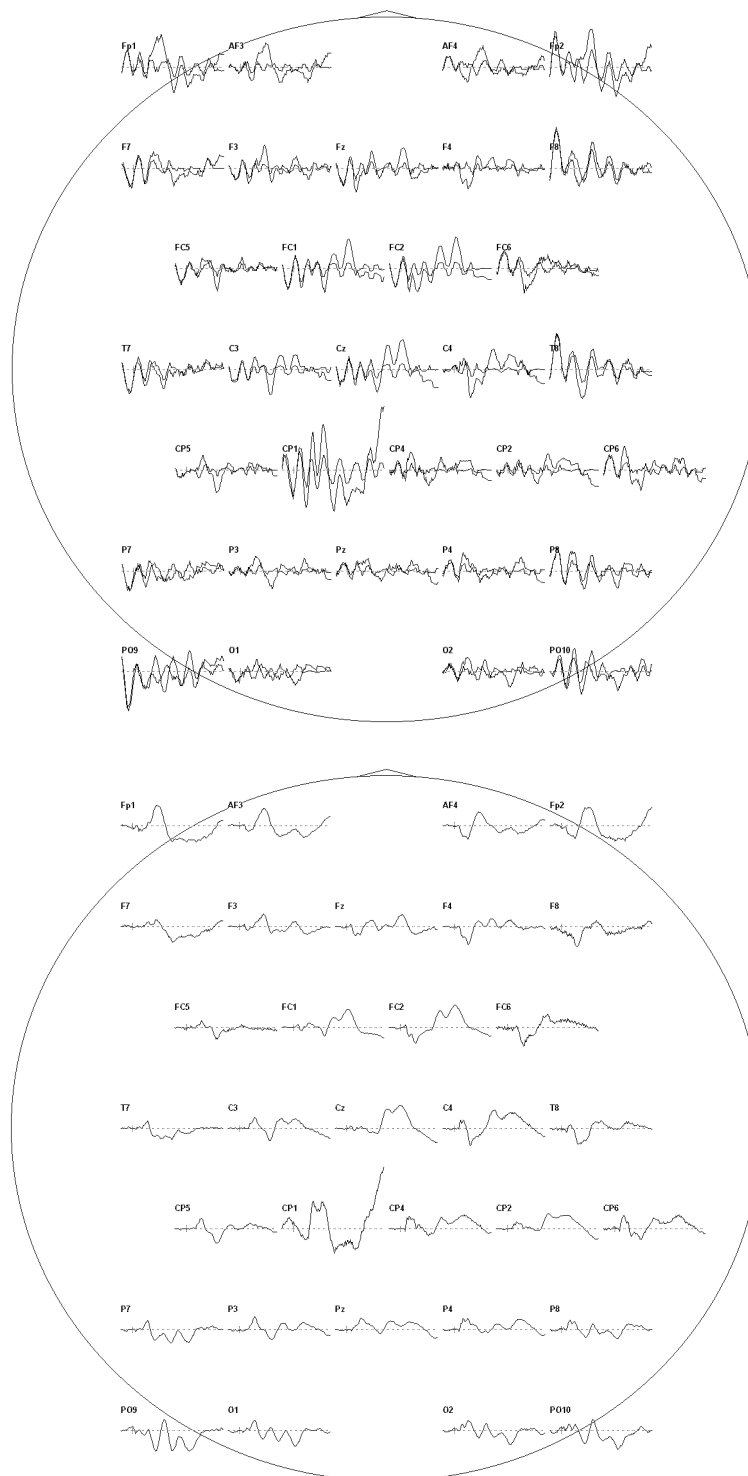 Fp1 AF3 AF4 Fp2
F7 F3 Fz F4 F8
FC5 FC1 FC2 FC6
T7 C3 Cz C4 T8
CP5 CP1 CP4 CP2 CP6
P7 P3 Pz P4 P8
PO9 O1 O2 PO10
Fp1 AF3 AF4 Fp2
F7 F3 Fz F4 F8
FC5 FC1 FC2 FC6
T7 C3 Cz C4 T8
CP5 CP1 CP4 CP2 CP6
P7 P3 Pz P4 P8
PO9 O1 O2 PO10